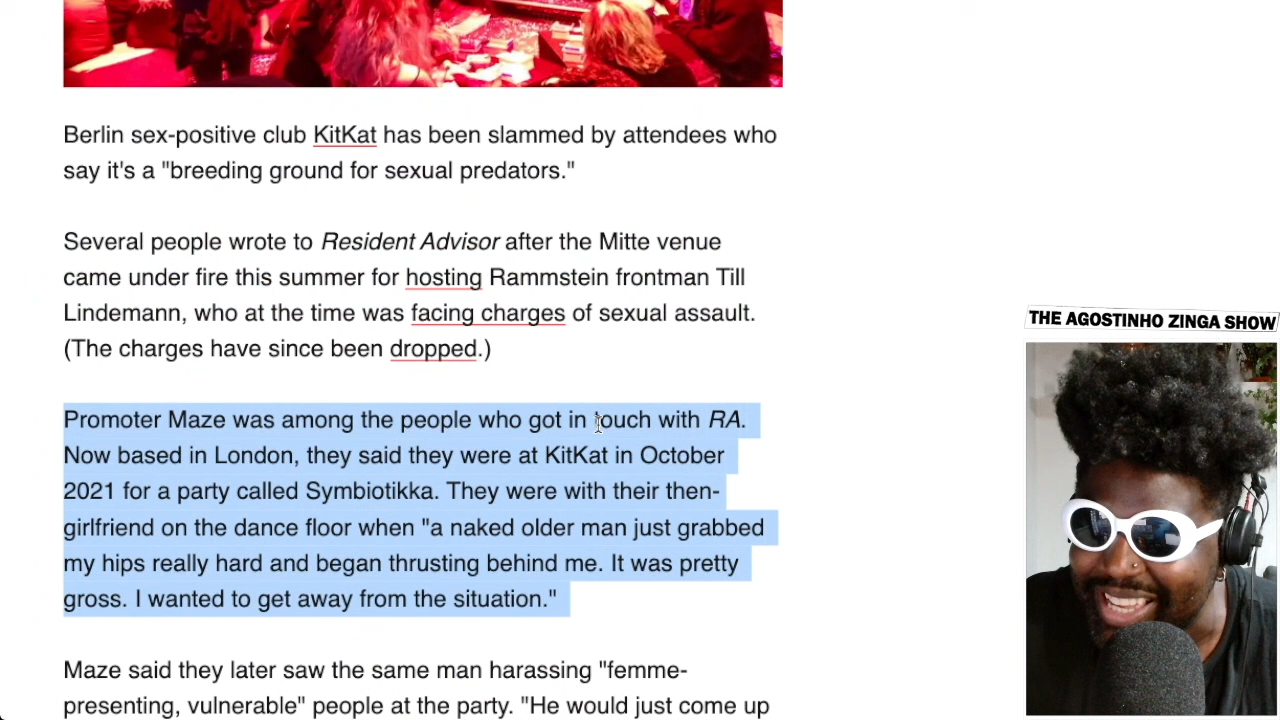 Berlin sex-positive club KitKat has been slammed by attendees who
say it's a "breeding ground for sexual predators."
Several people wrote to Resident Advisor after the Mitte venue
came under fire this summer for hosting Rammstein frontman Till
Lindemann, who at the time was facing charges of sexual assault.
(The charges have since been dropped.)
Promoter Maze was among the people who got in touch with RA.
Now based in London, they said they were at KitKat in October
2021 for a party called Symbiotikka. They were with their then-
girlfriend on the dance floor when "a naked older man just grabbed
my hips really hard and began thrusting behind me. It was pretty
gross. I wanted to get away from the situation."
Maze said they later saw the same man harassing "femme-
presenting, vulnerable" people at the party. "He would just come up
THE AGOSTINHO ZINGA SHOW